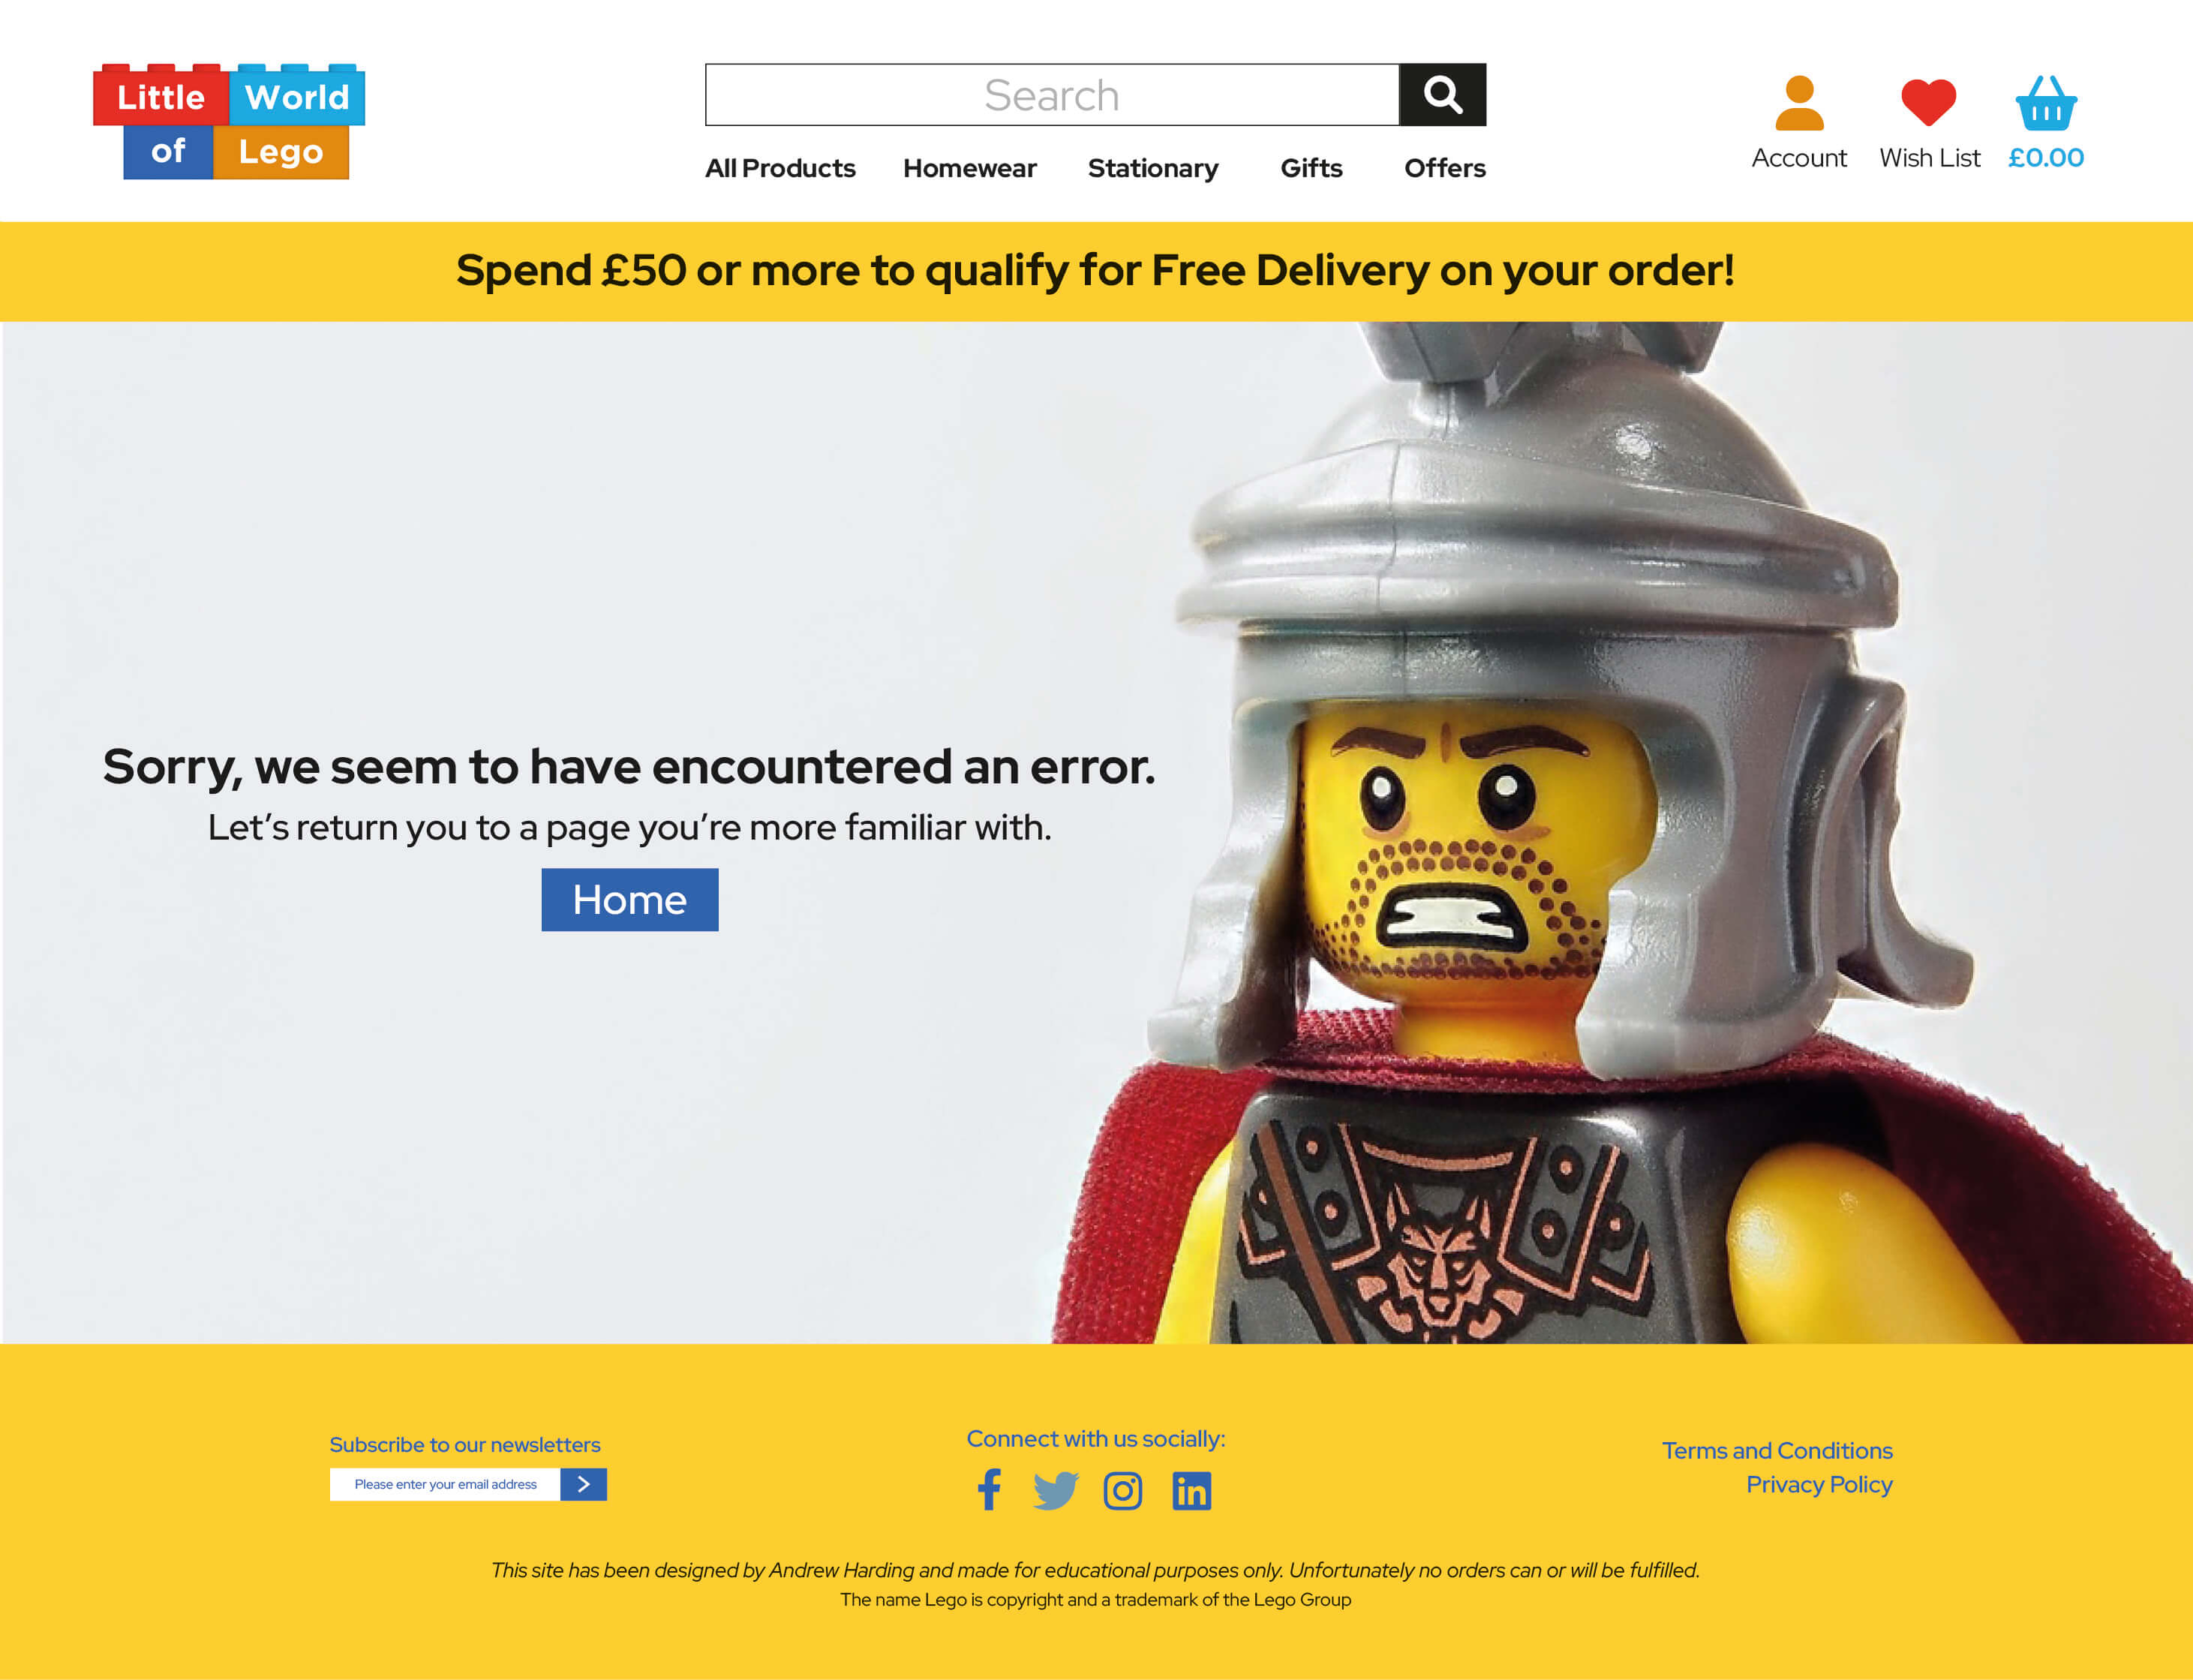 Little World
of Lego
Search
All Products Homewear Stationary Gifts Offers
Account Wish List £0.00
Spend £50 or more to qualify for Free Delivery on your order!
Sorry, we seem to have encountered an error.
Let's return you to a page you're more familiar with.
Home
Subscribe to our newsletters
Please enter your email address
Connect with us socially:
Terms and Conditions
Privacy Policy
This site has been designed by Andrew Harding and made for educational purposes only. Unfortunately no orders can or will be fulfilled.
The name Lego is copyright and a trademark of the Lego Group